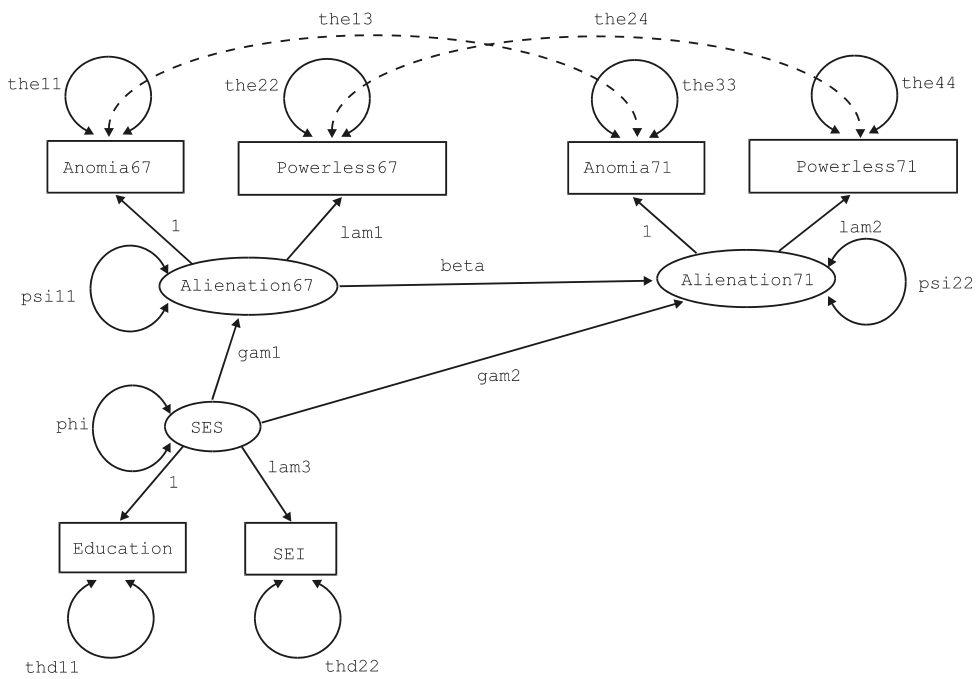 the13
the24
the11
the22
the33
the44
Anomia67
Powerless67
Anomia71
Powerless71
1
lam1
1
lam2
beta
Alienation67
Alienation71
psi11
psi22
gam1
gam2
phi
SES
lam3
1
Education
SEI
thd11
thd22